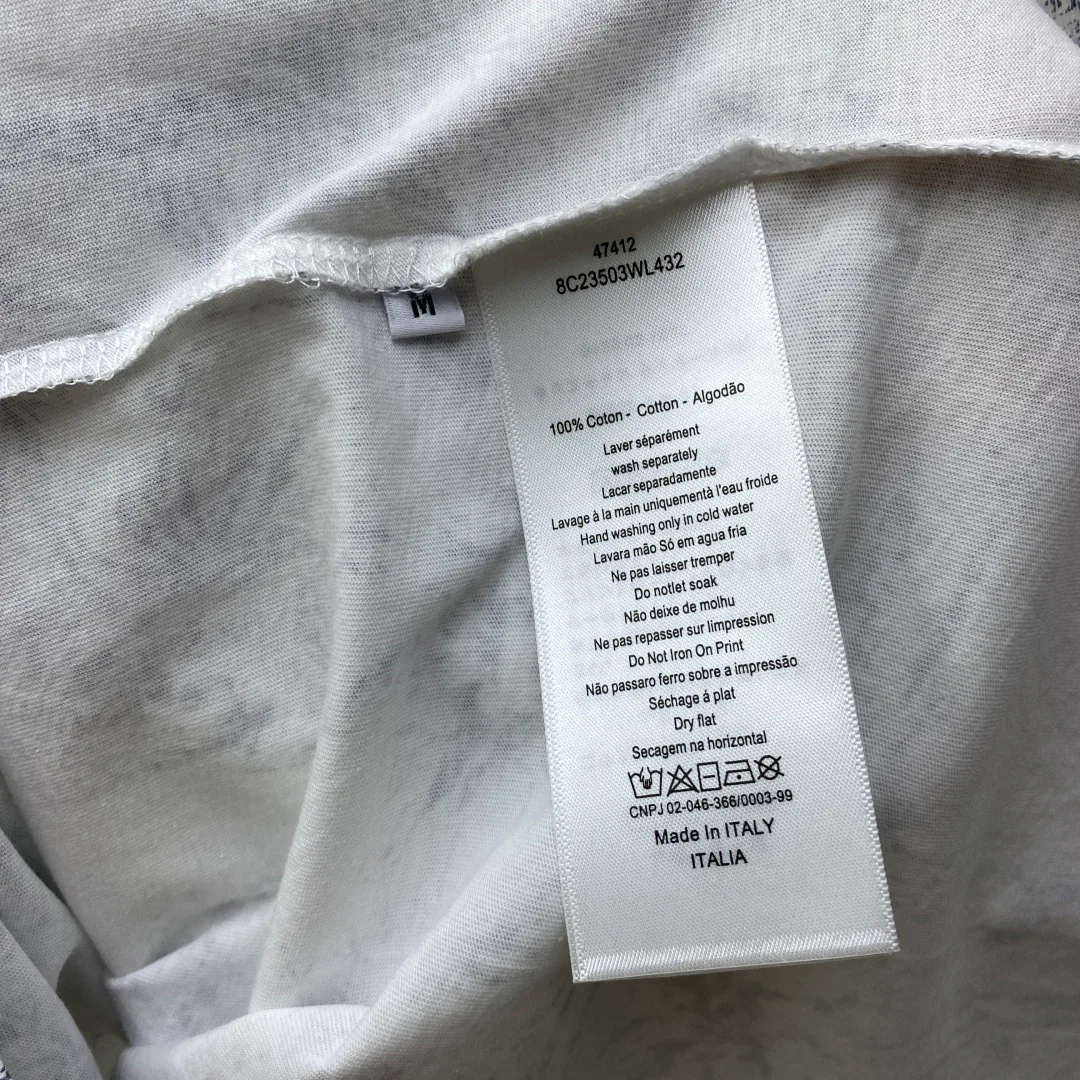 47412
8C23503WL432
M
100% Coton - Cotton - Algodão
Laver séparément
wash separately
Lacar separadamente
Lavage à la main uniquementà l'eau froide
Hand washing only in cold water
Lavara mão Só em agua fria
Ne pas laisser tremper
Do notlet soak
Não deixe de molhu
Ne pas repasser sur limpression
Do Not Iron On Print
Não passaro ferro sobre a impressão
Séchage á plat
Dry flat
Secagem na horizontal
CNPJ 02-046-366/0003-99
Made In ITALY
ITALIA